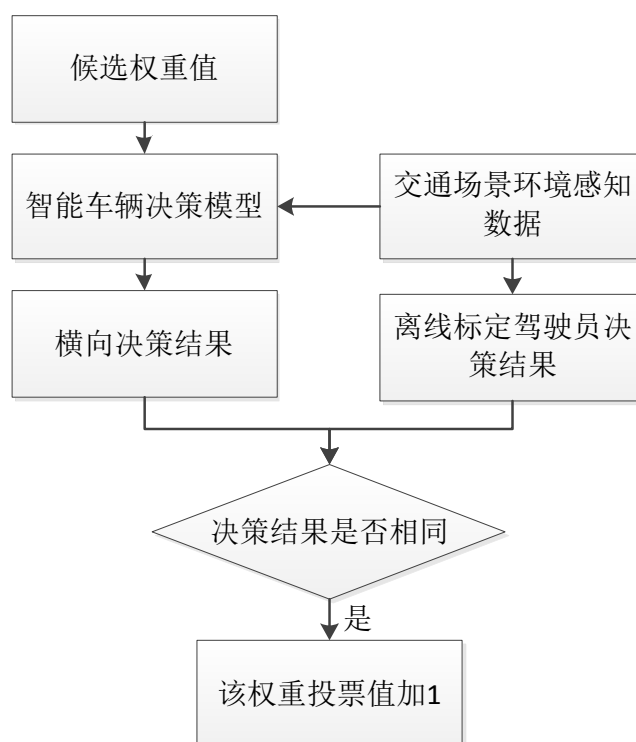 候选权重值
智能车辆决策模型
交通场景环境感知
数据
横向决策结果
离线标定驾驶员决
策结果
决策结果是否相同
是
该权重投票值加1